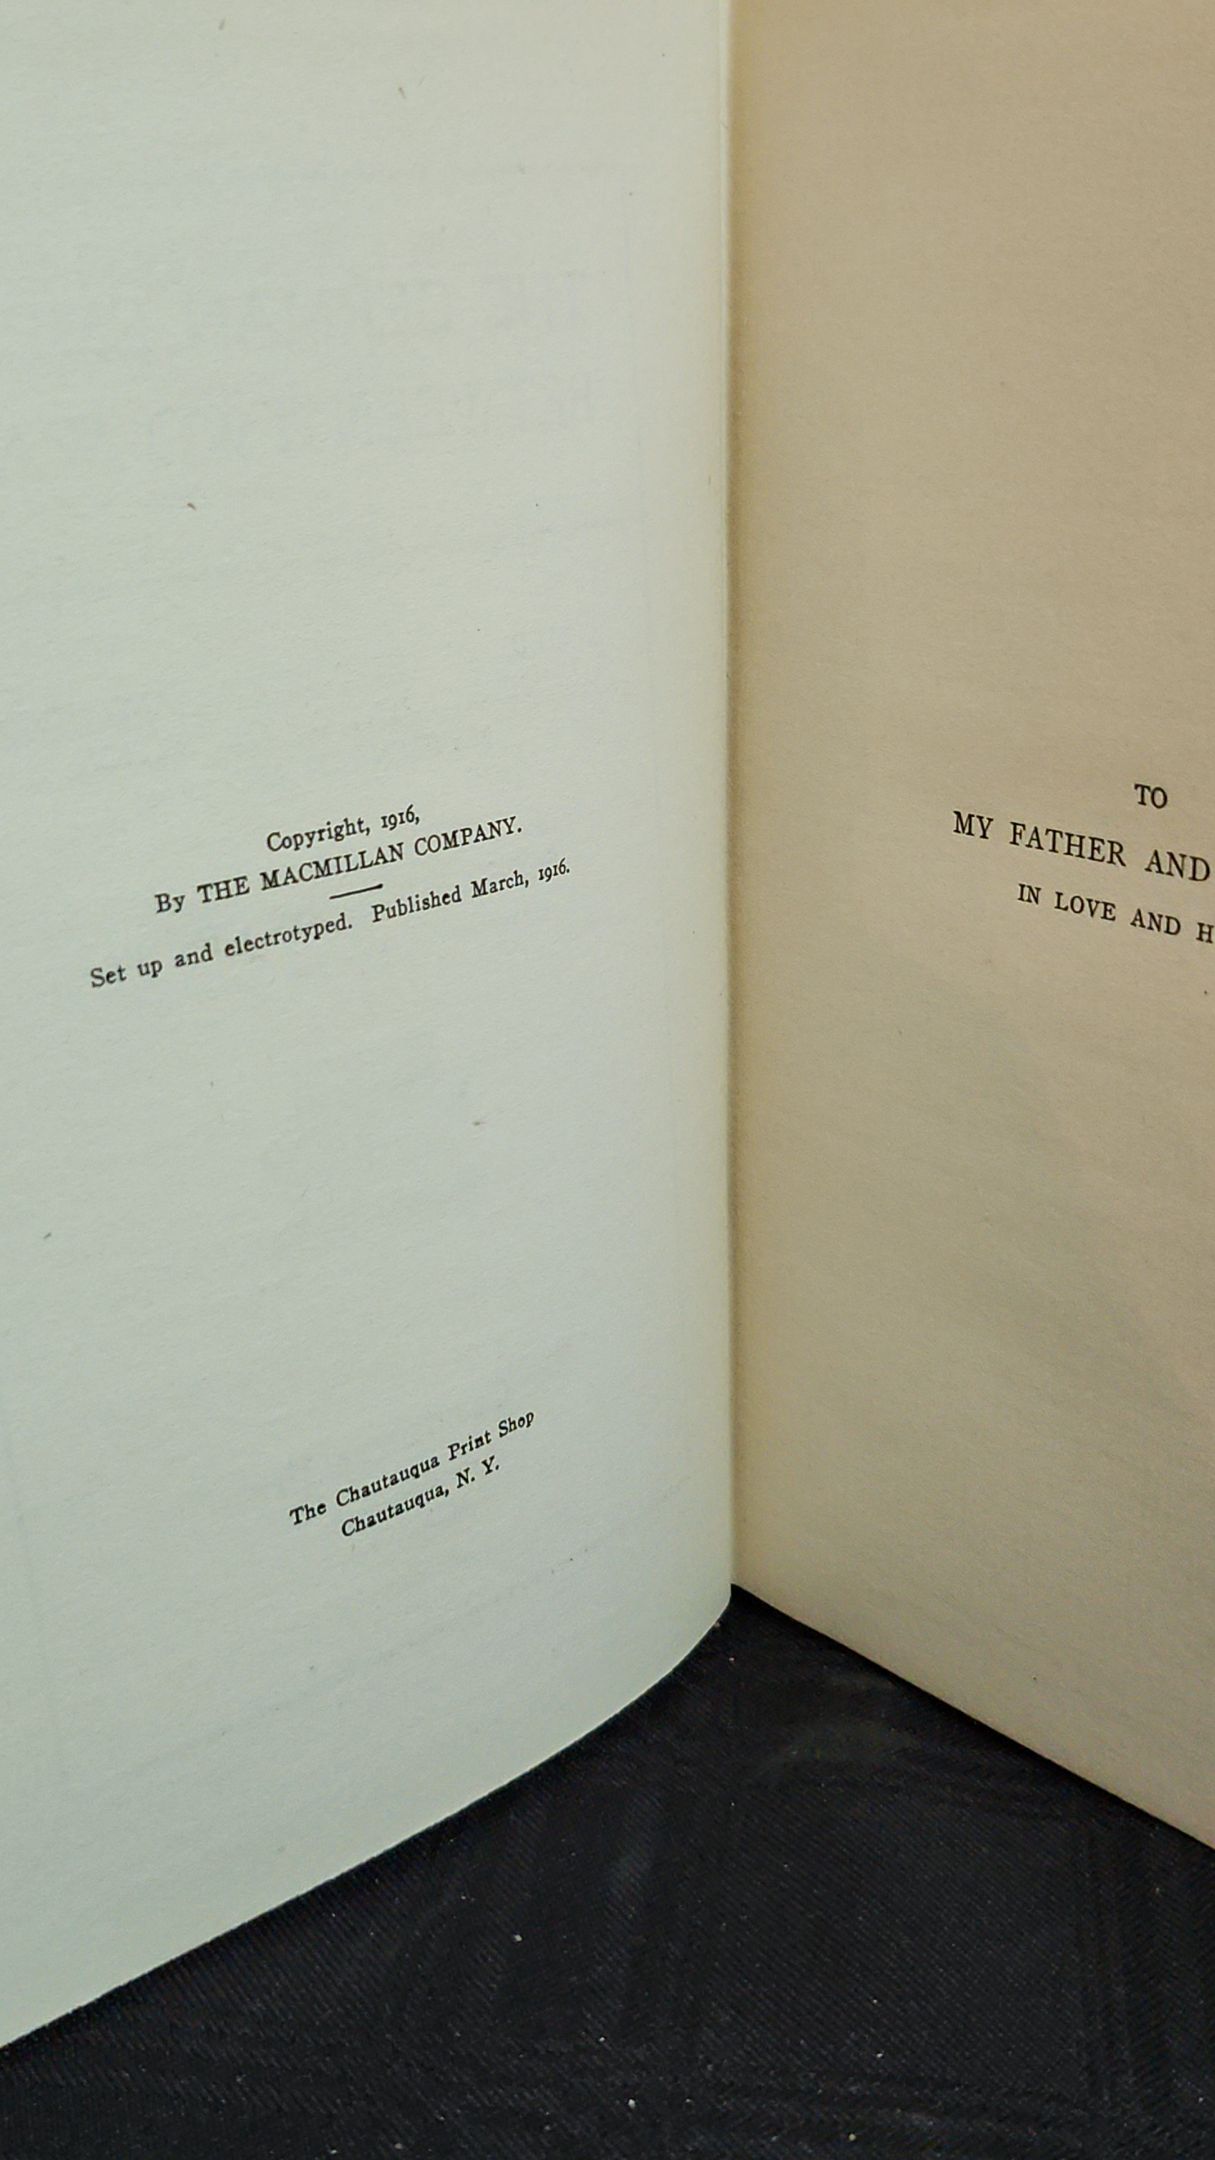 Copyright, 1916,
By THE MACMILLAN COMPANY.
Set up and electrotyped. Published March, 1916.
The Chautauqua Print Shop
Chautauqua, N. Y.
TO
MY FATHER AND
IN LOVE AND H